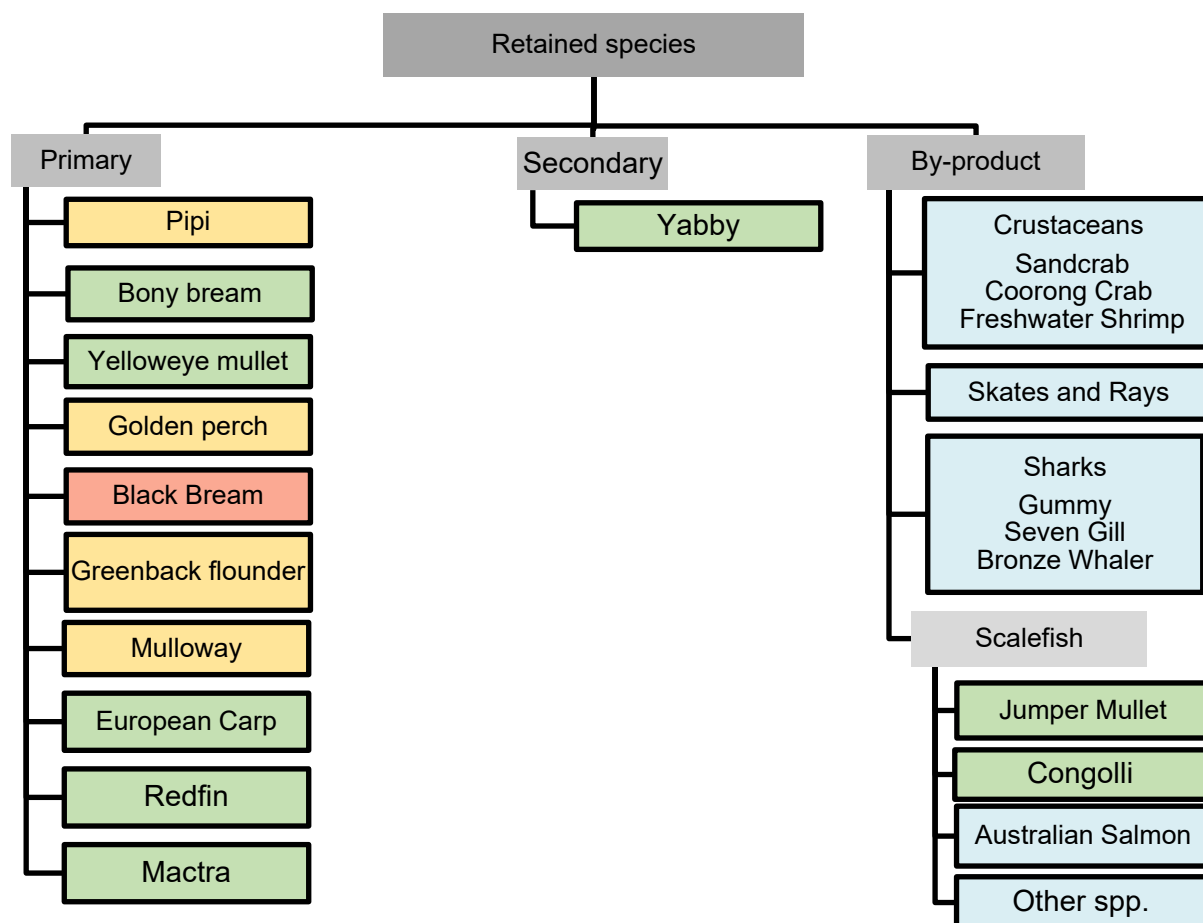 Retained species
Primary
Pipi
Bony bream
Yelloweye mullet
Golden perch
Black Bream
Greenback flounder
Mulloway
European Carp
Redfin
Mactra
Secondary
Yabby
By-product
Crustaceans
Sandcrab
Coorong Crab
Freshwater Shrimp
Skates and Rays
Sharks
Gummy
Seven Gill
Bronze Whaler
Scalefish
Jumper Mullet
Congolli
Australian Salmon
Other spp.